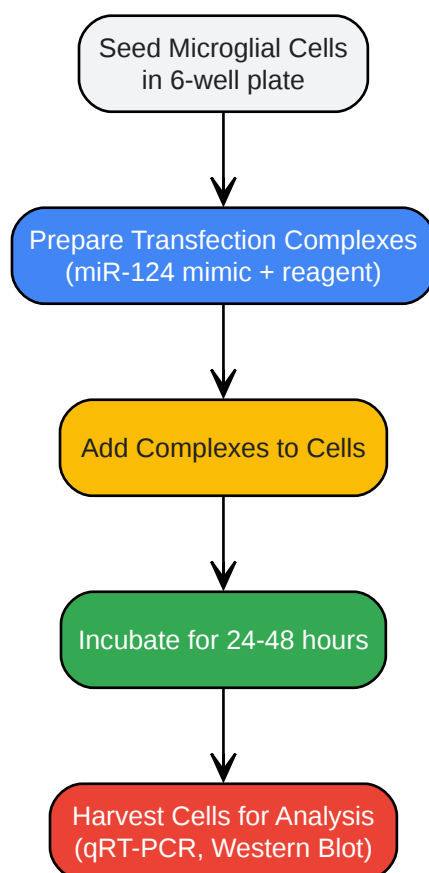 Seed Microglial Cells
in 6-well plate
Prepare Transfection Complexes
(miR-124 mimic + reagent)
Add Complexes to Cells
Incubate for 24-48 hours
Harvest Cells for Analysis
(qRT-PCR, Western Blot)